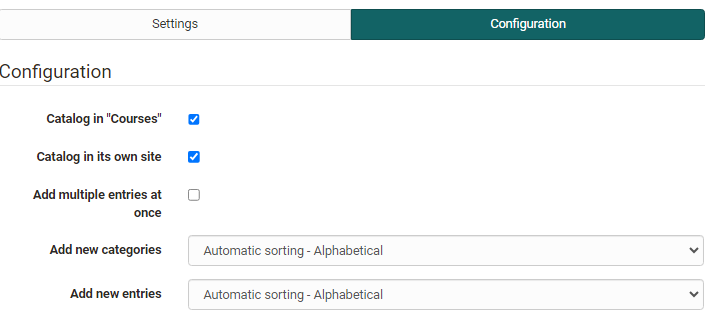 Settings
Configuration
Configuration
Catalog in "Courses"
Catalog in its own site
Add multiple entries at
once
Add new categories
Automatic sorting - Alphabetical
Add new entries
Automatic sorting - Alphabetical